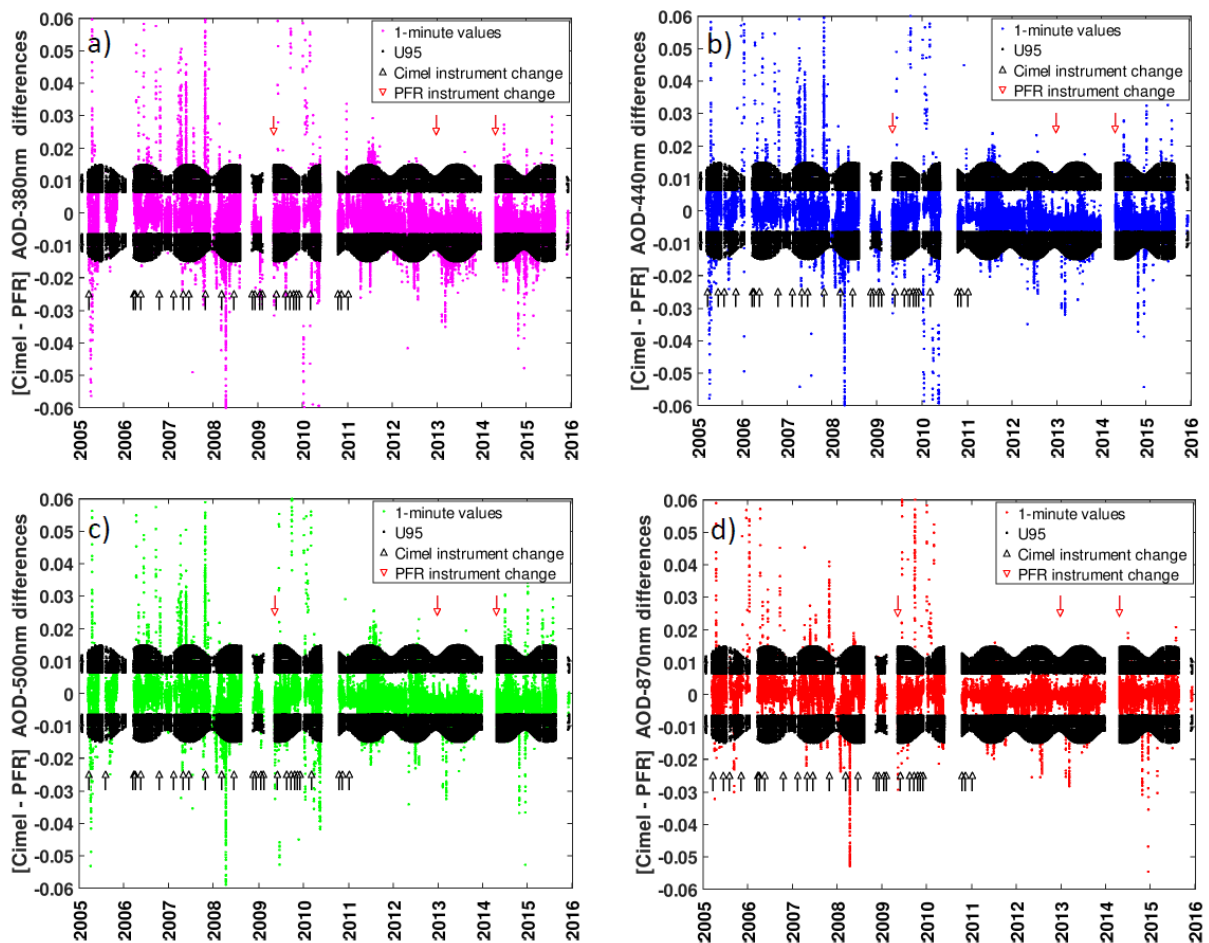 a)
[Cimel - PFR]  AOD-380nm differences
0.06
0.05
0.04
0.03
0.02
0.01
0
-0.01
-0.02
-0.03
-0.04
-0.05
-0.06
1-minute values
U95
Cimel instrument change
PFR instrument change
2005 2006 2007 2008 2009 2010 2011 2012 2013 2014 2015 2016
b)
[Cimel - PFR]  AOD-440nm differences
0.06
0.05
0.04
0.03
0.02
0.01
0
-0.01
-0.02
-0.03
-0.04
-0.05
-0.06
1-minute values
U95
Cimel instrument change
PFR instrument change
2005 2006 2007 2008 2009 2010 2011 2012 2013 2014 2015 2016
c)
[Cimel - PFR]  AOD-500nm differences
0.06
0.05
0.04
0.03
0.02
0.01
0
-0.01
-0.02
-0.03
-0.04
-0.05
-0.06
1-minute values
U95
Cimel instrument change
PFR instrument change
2005 2006 2007 2008 2009 2010 2011 2012 2013 2014 2015 2016
d)
[Cimel - PFR]  AOD-870nm differences
0.06
0.05
0.04
0.03
0.02
0.01
0
-0.01
-0.02
-0.03
-0.04
-0.05
-0.06
1-minute values
U95
Cimel instrument change
PFR instrument change
2005 2006 2007 2008 2009 2010 2011 2012 2013 2014 2015 2016